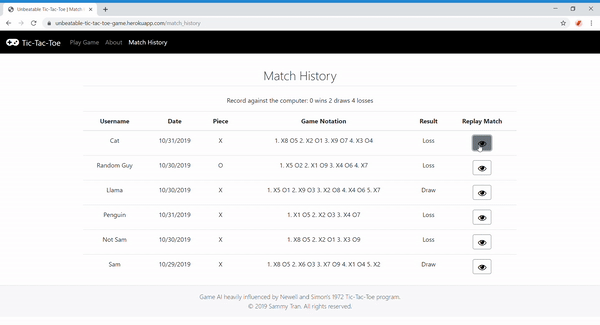 Unbeatable Tic-Tac-Toe | Match
unbeatable-tic-tac-toe-game.herokuapp.com/match_history
Tic-Tac-Toe Play Game About Match History
Match History
Record against the computer: 0 wins 2 draws 4 losses
Username Date Piece Game Notation Result Replay Match
Cat 10/31/2019 X 1. X8 O5 2. X2 O1 3. X9 O7 4. X3 O4 Loss
Random Guy 10/30/2019 O 1. X5 O2 2. X1 O9 3. X4 O6 4. X7 Loss
Llama 10/30/2019 X 1. X5 O1 2. X9 O3 3. X2 O8 4. X4 O6 5. X7 Draw
Penguin 10/31/2019 X 1. X1 O5 2. X2 O3 3. X4 O7 Loss
Not Sam 10/30/2019 X 1. X8 O5 2. X2 O1 3. X3 O9 Loss
Sam 10/29/2019 X 1. X8 O5 2. X6 O3 3. X7 O9 4. X1 O4 5. X2 Draw
Game AI heavily influenced by Newell and Simon's 1972 Tic-Tac-Toe program.
© 2019 Sammy Tran. All rights reserved.